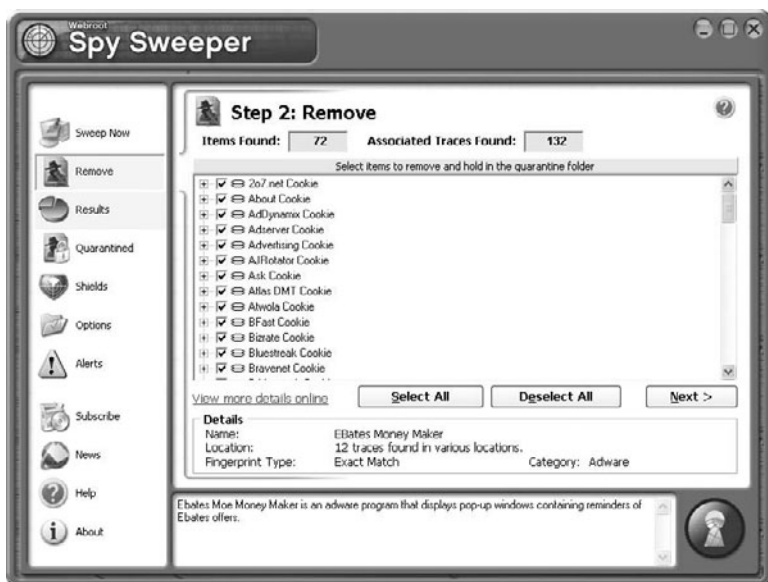 Webroot
Spy Sweeper
Sweep Now
Remove
Results
Quarantined
Shields
Options
Alerts
Subscribe
News
Help
About
Step 2: Remove
Items Found: 72 Associated Traces Found: 132
Select items to remove and hold in the quarantine folder
2o7.net Cookie
About Cookie
AdDynamix Cookie
Adserver Cookie
Advertising Cookie
AJRotator Cookie
Ask Cookie
Atlas DMT Cookie
Atwola Cookie
BFast Cookie
Bizrate Cookie
Bluestreak Cookie
Bravenet Cookie
View more details online
Select All
Deselect All
Next >
Details
Name: EBates Money Maker
Location: 12 traces found in various locations.
Fingerprint Type: Exact Match Category: Adware
Ebates Moe Money Maker is an adware program that displays pop-up windows containing reminders of
Ebates offers.